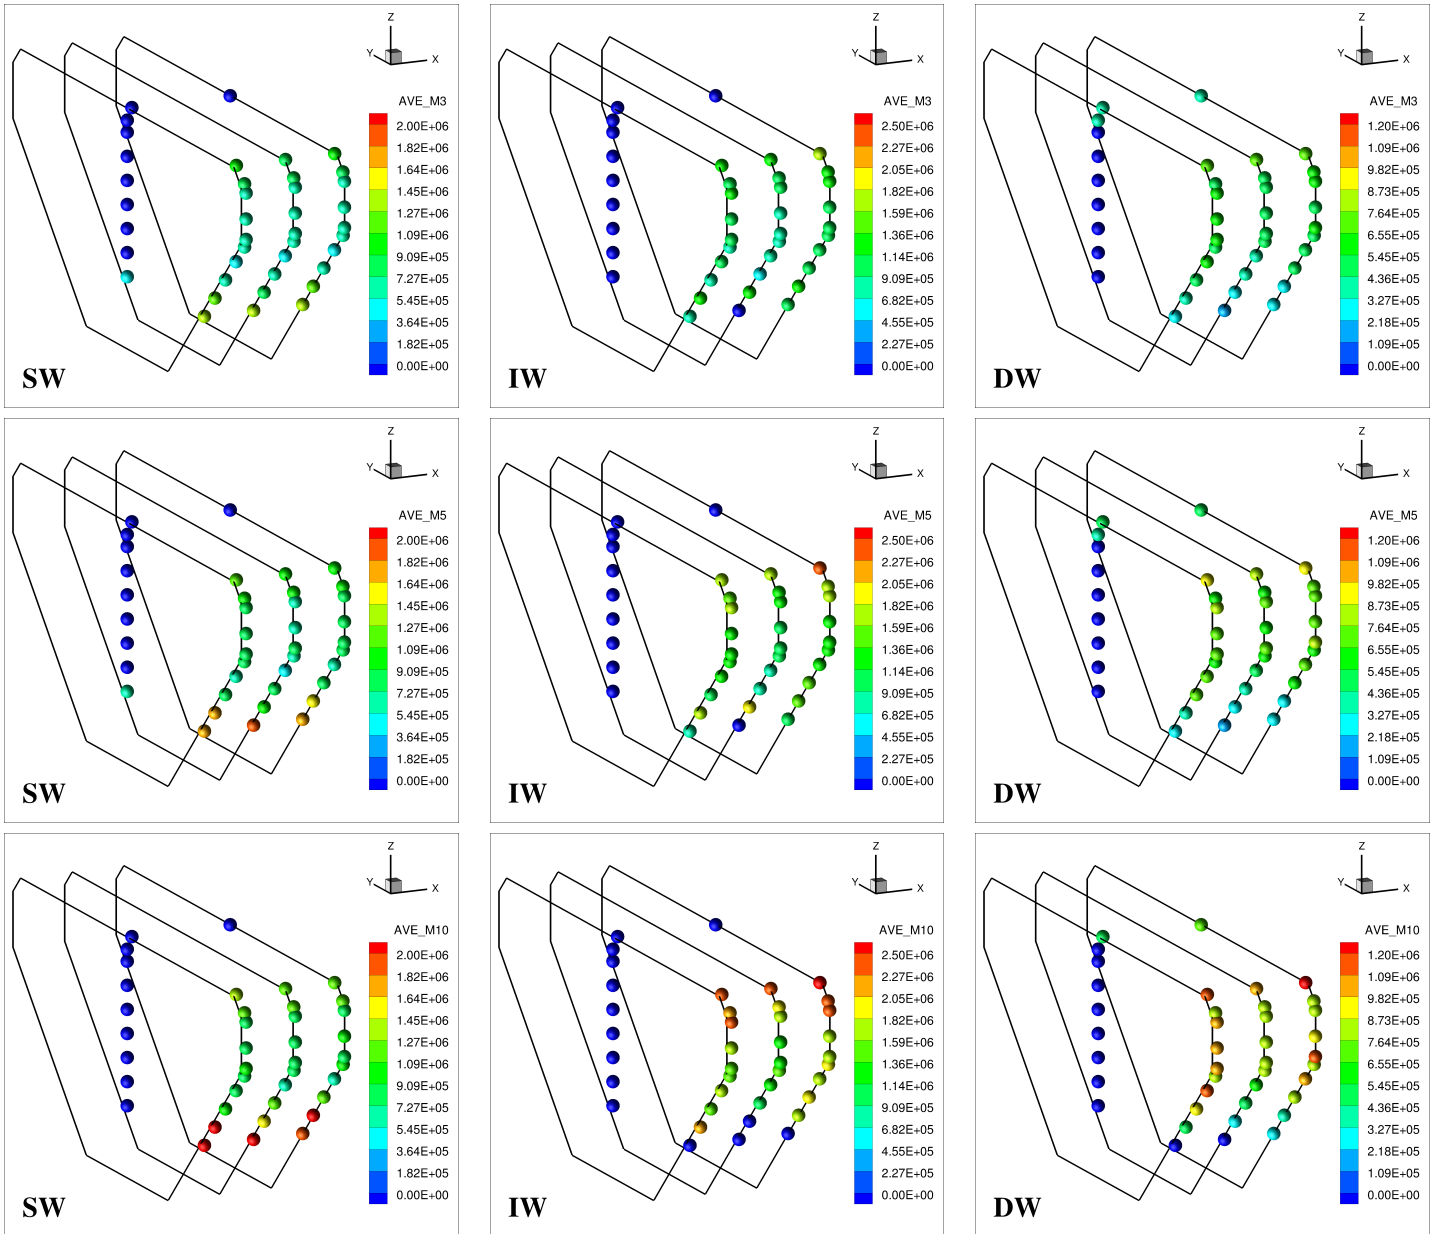 Z
Y X
AVE_M3
2.00E+06
1.82E+06
1.64E+06
1.45E+06
1.27E+06
1.09E+06
9.09E+05
7.27E+05
5.45E+05
3.64E+05
1.82E+05
0.00E+00
SW
Z
Y X
AVE_M3
2.50E+06
2.27E+06
2.05E+06
1.82E+06
1.59E+06
1.36E+06
1.14E+06
9.09E+05
6.82E+05
4.55E+05
2.27E+05
0.00E+00
IW
Z
Y X
AVE_M3
1.20E+06
1.09E+06
9.82E+05
8.73E+05
7.64E+05
6.55E+05
5.45E+05
4.36E+05
3.27E+05
2.18E+05
1.09E+05
0.00E+00
DW
Z
Y X
AVE_M5
2.00E+06
1.82E+06
1.64E+06
1.45E+06
1.27E+06
1.09E+06
9.09E+05
7.27E+05
5.45E+05
3.64E+05
1.82E+05
0.00E+00
SW
Z
Y X
AVE_M5
2.50E+06
2.27E+06
2.05E+06
1.82E+06
1.59E+06
1.36E+06
1.14E+06
9.09E+05
6.82E+05
4.55E+05
2.27E+05
0.00E+00
IW
Z
Y X
AVE_M5
1.20E+06
1.09E+06
9.82E+05
8.73E+05
7.64E+05
6.55E+05
5.45E+05
4.36E+05
3.27E+05
2.18E+05
1.09E+05
0.00E+00
DW
Z
Y X
AVE_M10
2.00E+06
1.82E+06
1.64E+06
1.45E+06
1.27E+06
1.09E+06
9.09E+05
7.27E+05
5.45E+05
3.64E+05
1.82E+05
0.00E+00
SW
Z
Y X
AVE_M10
2.50E+06
2.27E+06
2.05E+06
1.82E+06
1.59E+06
1.36E+06
1.14E+06
9.09E+05
6.82E+05
4.55E+05
2.27E+05
0.00E+00
IW
Z
Y X
AVE_M10
1.20E+06
1.09E+06
9.82E+05
8.73E+05
7.64E+05
6.55E+05
5.45E+05
4.36E+05
3.27E+05
2.18E+05
1.09E+05
0.00E+00
DW